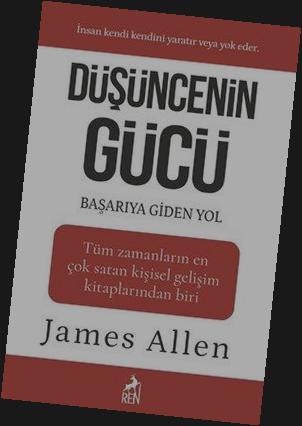 İnsan kendi kendini yaratır veya yok eder.
DÜŞÜNCENİN
GÜCÜ
BAŞARIYA GİDEN YOL
Tüm zamanların en
çok satan kişisel gelişim
kitaplarından biri
James Allen
REN